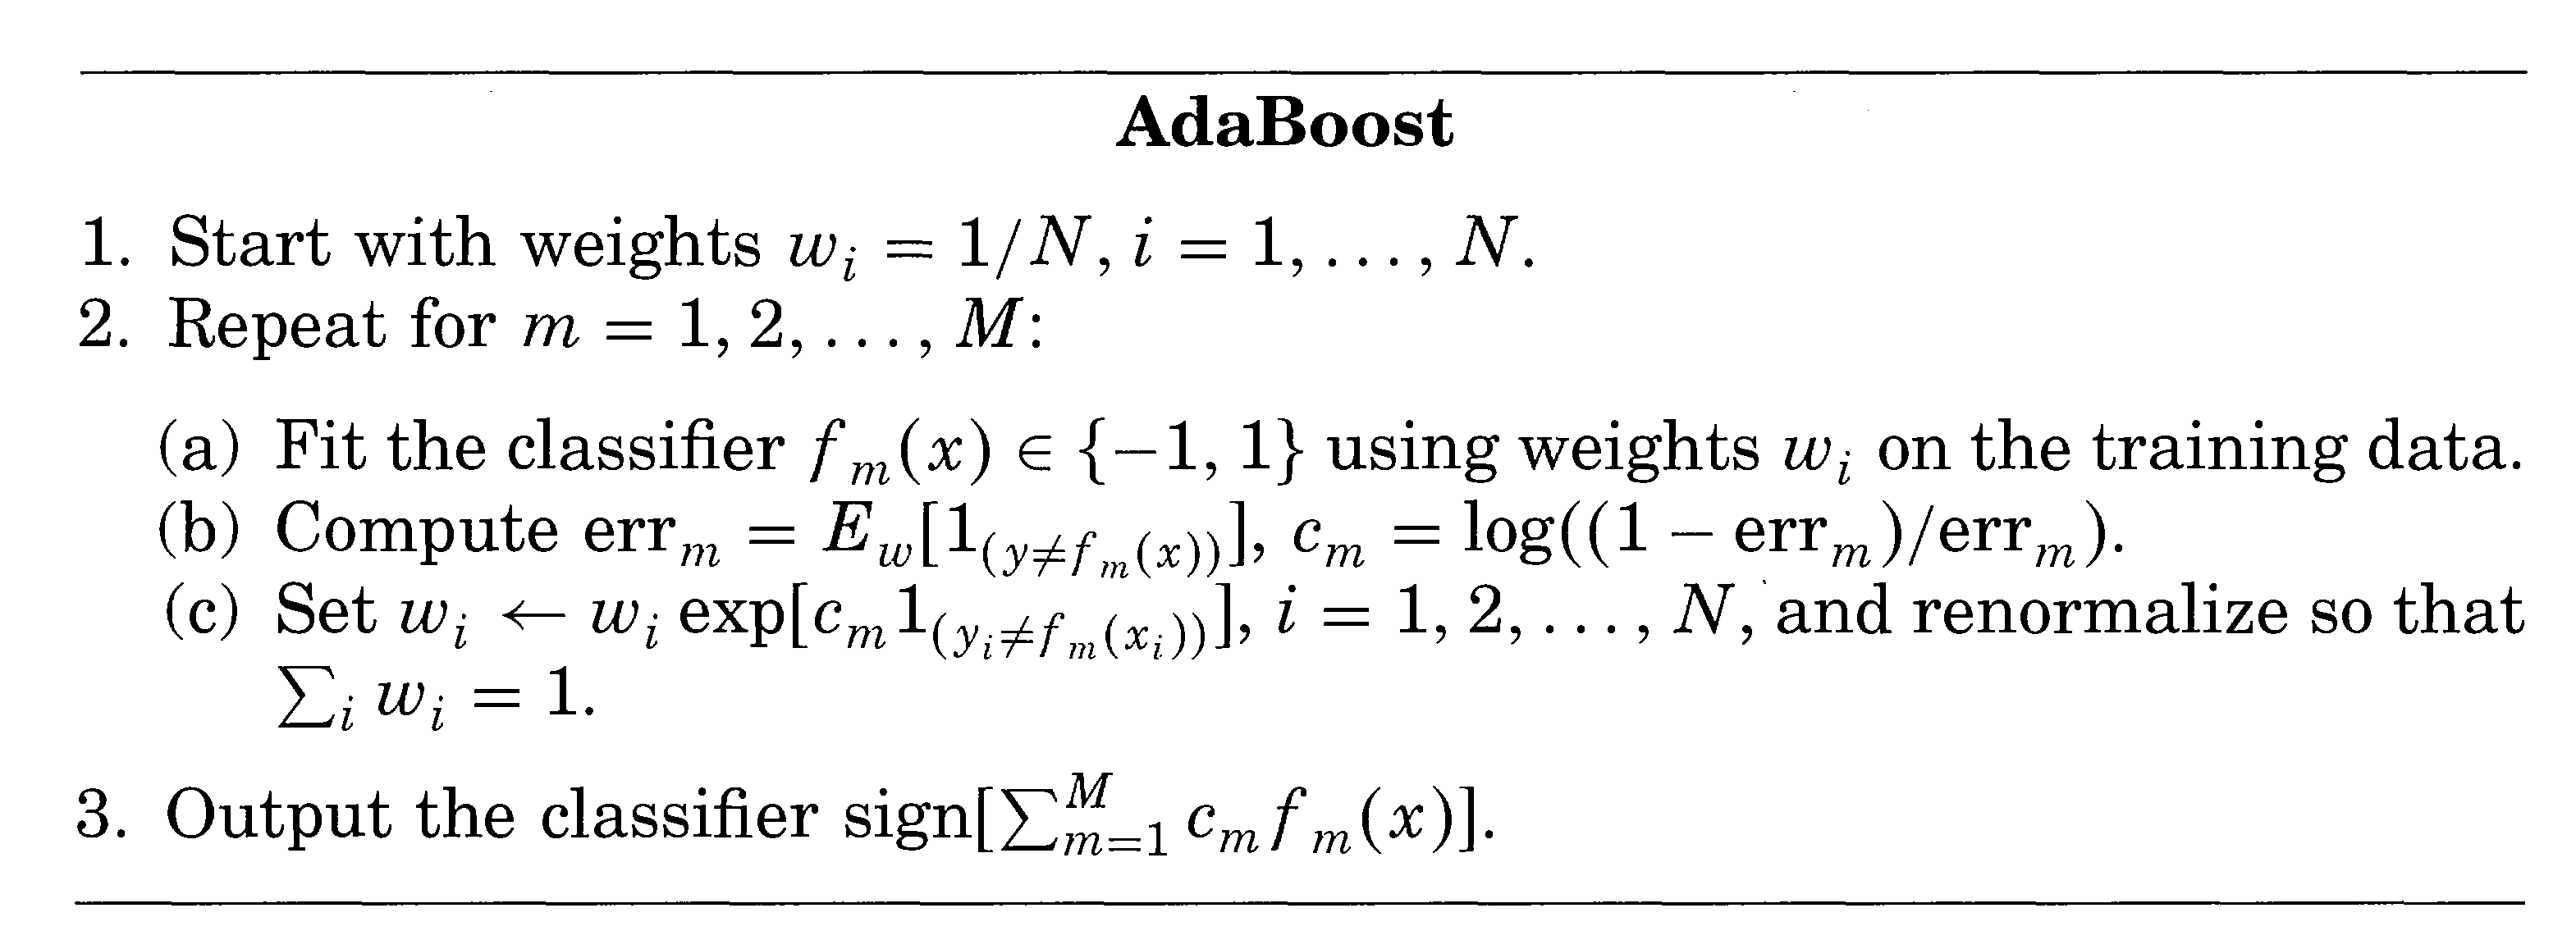 AdaBoost
1. Start with weights w_i = 1/N, i = 1, . . . , N.
2. Repeat for m = 1, 2, . . . , M:
(a) Fit the classifier f_m(x) ∈ {−1, 1} using weights w_i on the training data.
(b) Compute err_m = E_w[1_(y≠f_m(x))], c_m = log((1 − err_m)/err_m).
(c) Set w_i ← w_i exp[c_m 1_(y_i≠f_m(x_i))], i = 1, 2, . . . , N, and renormalize so that
∑_i w_i = 1.
3. Output the classifier sign[∑_{m=1}^M c_m f_m(x)].